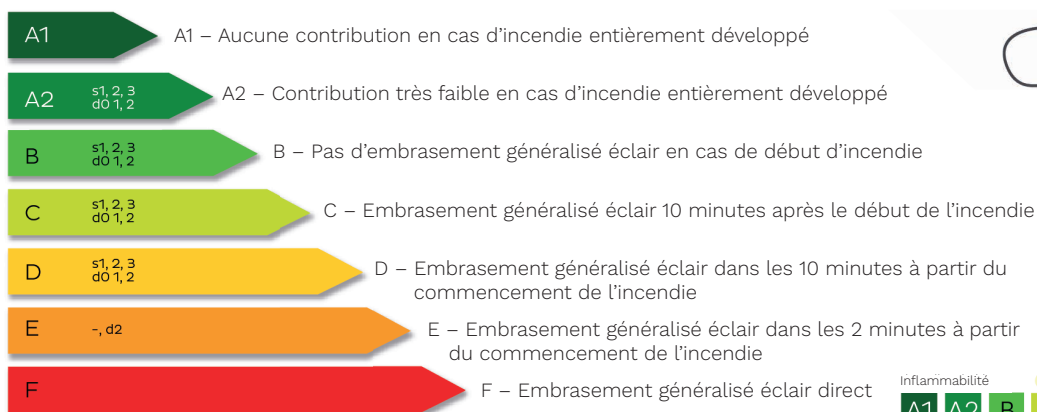 A1
A1 – Aucune contribution en cas d'incendie entièrement développé
A2 s1, 2, 3
d0 1, 2
A2 – Contribution très faible en cas d'incendie entièrement développé
B s1, 2, 3
d0 1, 2
B – Pas d'embrasement généralisé éclair en cas de début d'incendie
C s1, 2, 3
d0 1, 2
C – Embrasement généralisé éclair 10 minutes après le début de l'incendie
D s1, 2, 3
d0 1, 2
D – Embrasement généralisé éclair dans les 10 minutes à partir du
commencement de l'incendie
E -, d2
E – Embrasement généralisé éclair dans les 2 minutes à partir
du commencement de l'incendie
F
F – Embrasement généralisé éclair direct
Inflammabilité
A1 A2 B